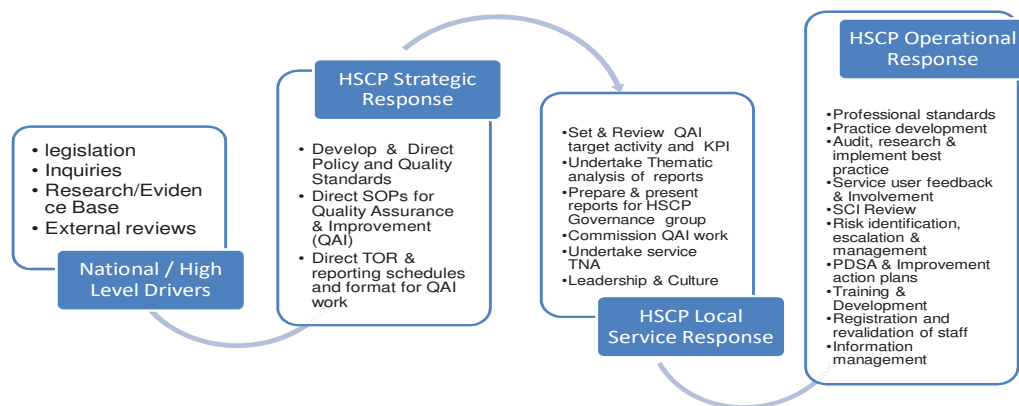 • legislation
• Inquiries
• Research/Eviden
ce Base
• External reviews
National / High
Level Drivers
HSCP Strategic
Response
• Develop & Direct
Policy and Quality
Standards
• Direct SOPs for
Quality Assurance
& Improvement
(QAI)
• Direct TOR &
reporting schedules
and format for QAI
work
•Set & Review QAI
target activity and KPI
•Undertake Thematic
analysis of reports
•Prepare & present
reports for HSCP
Governance group
•Commission QAI work
•Undertake service
TNA
•Leadership & Culture
HSCP Local
Service Response
HSCP Operational
Response
•Professional standards
•Practice development
•Audit, research &
implement best
practice
•Service user feedback
& Involvement
•SCI Review
•Risk identification,
escalation &
management
•PDSA & Improvement
action plans
•Training &
Development
•Registration and
revalidation of staff
•Information
management